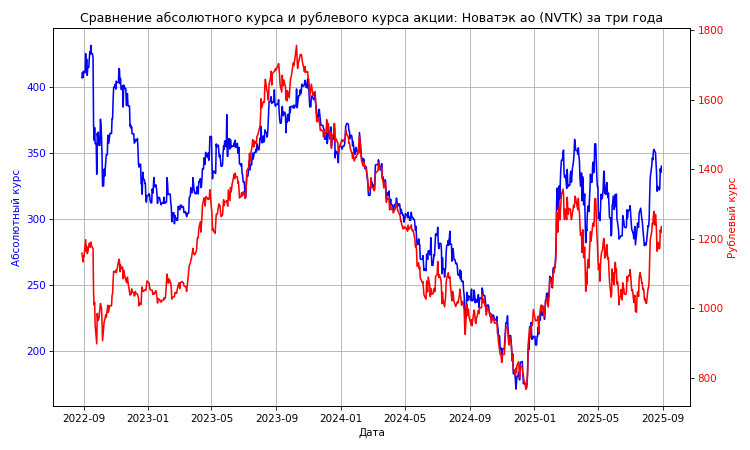 Сравнение абсолютного курса и рублевого курса акции: Новатэк ао (NVTK) за три года
Абсолютный курс
400
350
300
250
200
1800
1600
1400
1200
1000
800
Рублевый курс
2022-09 2023-01 2023-05 2023-09 2024-01 2024-05 2024-09 2025-01 2025-05 2025-09
Дата